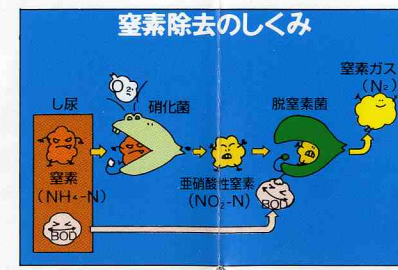 窒素除去のしくみ
窒素ガス
(N₂)
O₂
し尿
硝化菌
脱窒素菌
窒素
(NH₄-N)
亜硝酸性窒素
(NO₂-N)
BOD
BOD